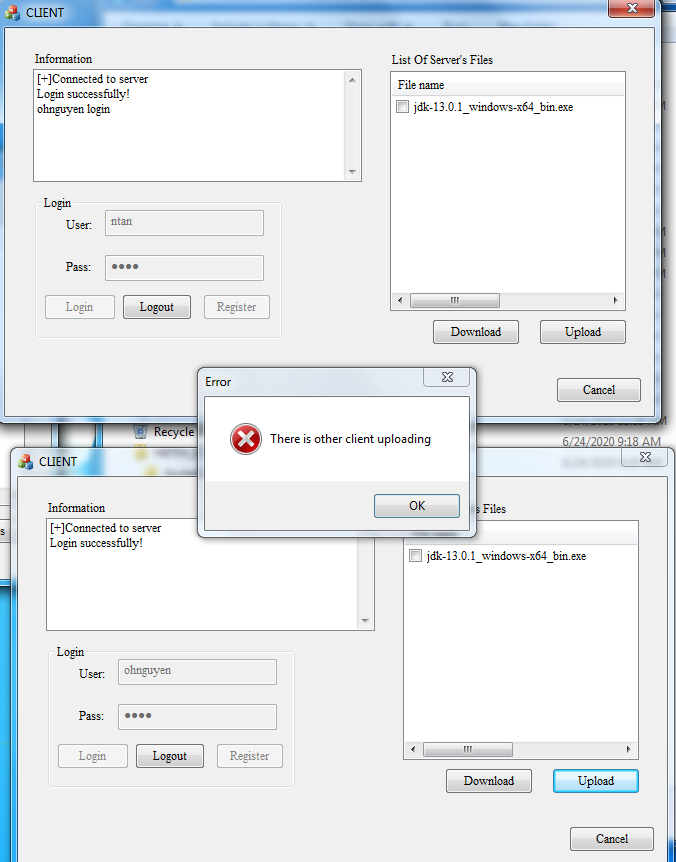 CLIENT
Information
[+]Connected to server
Login successfully!
ohnguyen login
List Of Server's Files
File name
jdk-13.0.1_windows-x64_bin.exe
Login
User:
ntan
Pass:
Login
Logout
Register
Download
Upload
Cancel
Error
There is other client uploading
OK
Recycle
6/24/2020 9:18 AM
CLIENT
Information
[+]Connected to server
Login successfully!
s Files
jdk-13.0.1_windows-x64_bin.exe
Login
User:
ohnguyen
Pass:
Login
Logout
Register
Download
Upload
Cancel